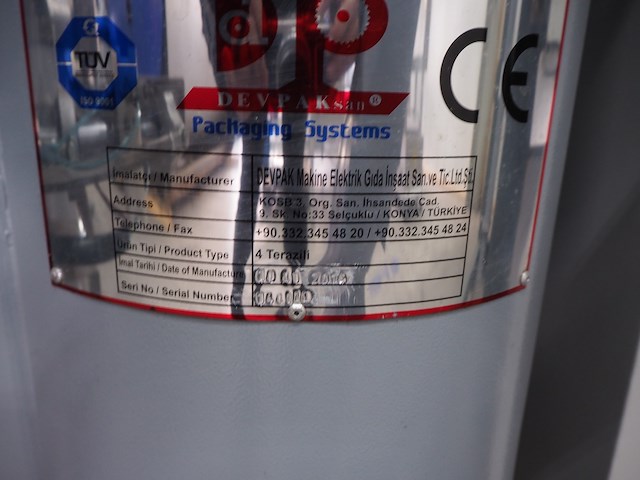 TÜV
ISO 9001
d p
DEVPAKsan®
Packaging Systems
CE
İmalatçı / Manufacturer DEVPAK Makine Elektrik Gıda İnşaat San.ve Tic.Ltd.Şti.
Address KOSB 3, Org. San. İhsandede Cad.
9. Sk. No:33 Selçuklu / KONYA / TÜRKİYE
Telephone / Fax +90.332.345 48 20 / +90.332.345 48 24
Ürün Tipi / Product Type 4 Terazili
İmal Tarihi / Date of Manufacture
Seri No / Serial Number